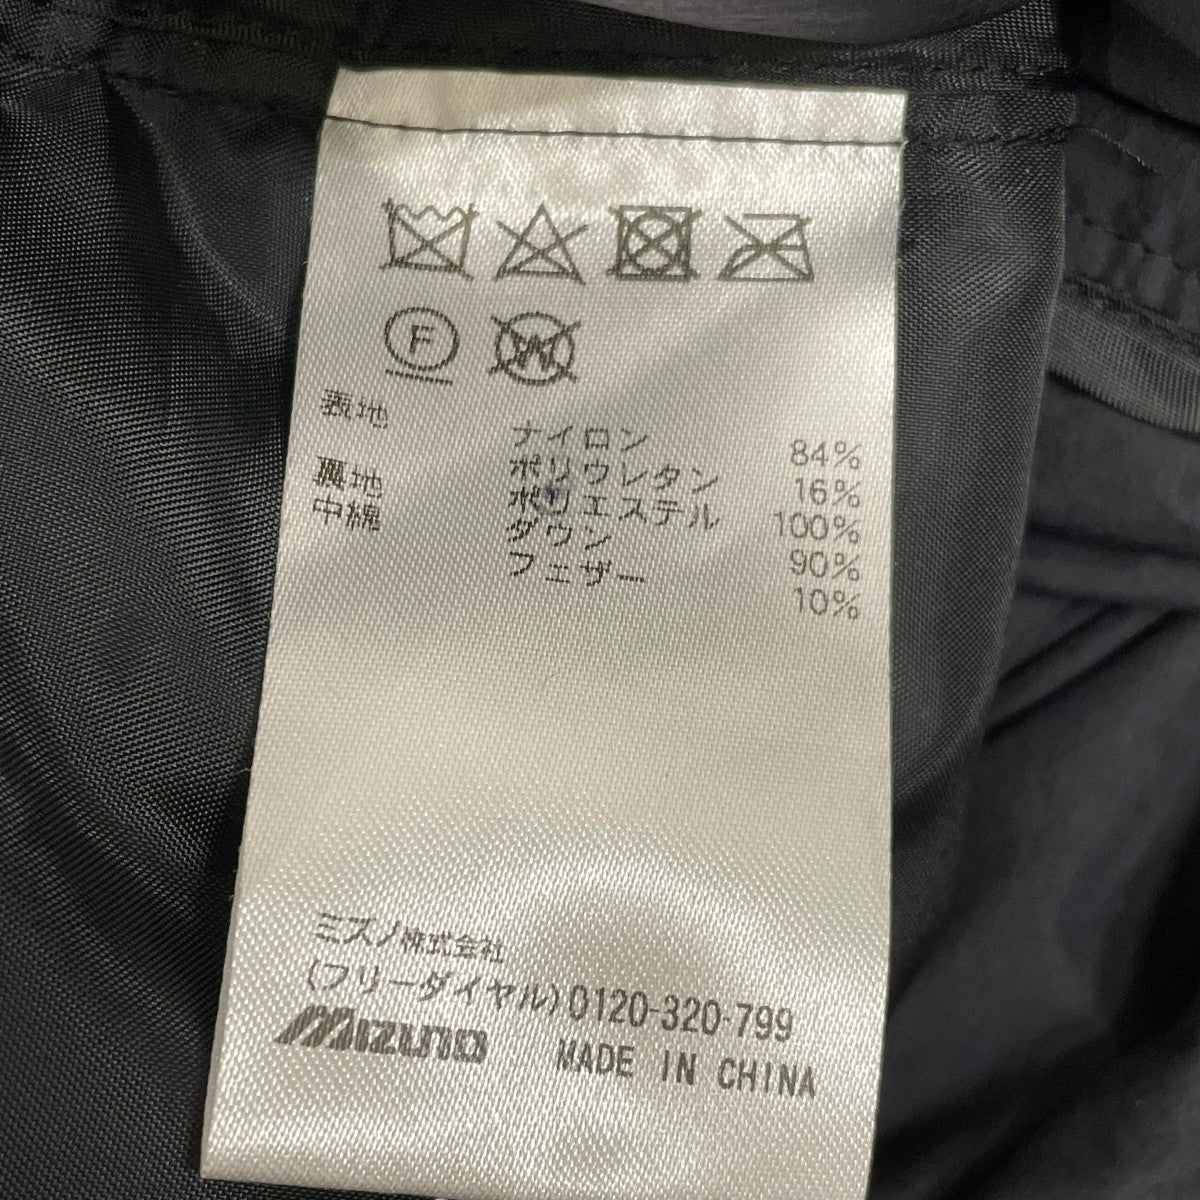 F W
表地 ナイロン 84%
ポリウレタン 16%
裏地 ポリエステル 100%
中綿 ダウン 90%
フェザー 10%
ミズノ株式会社
(フリーダイヤル)0120-320-799
MIZUNO MADE IN CHINA